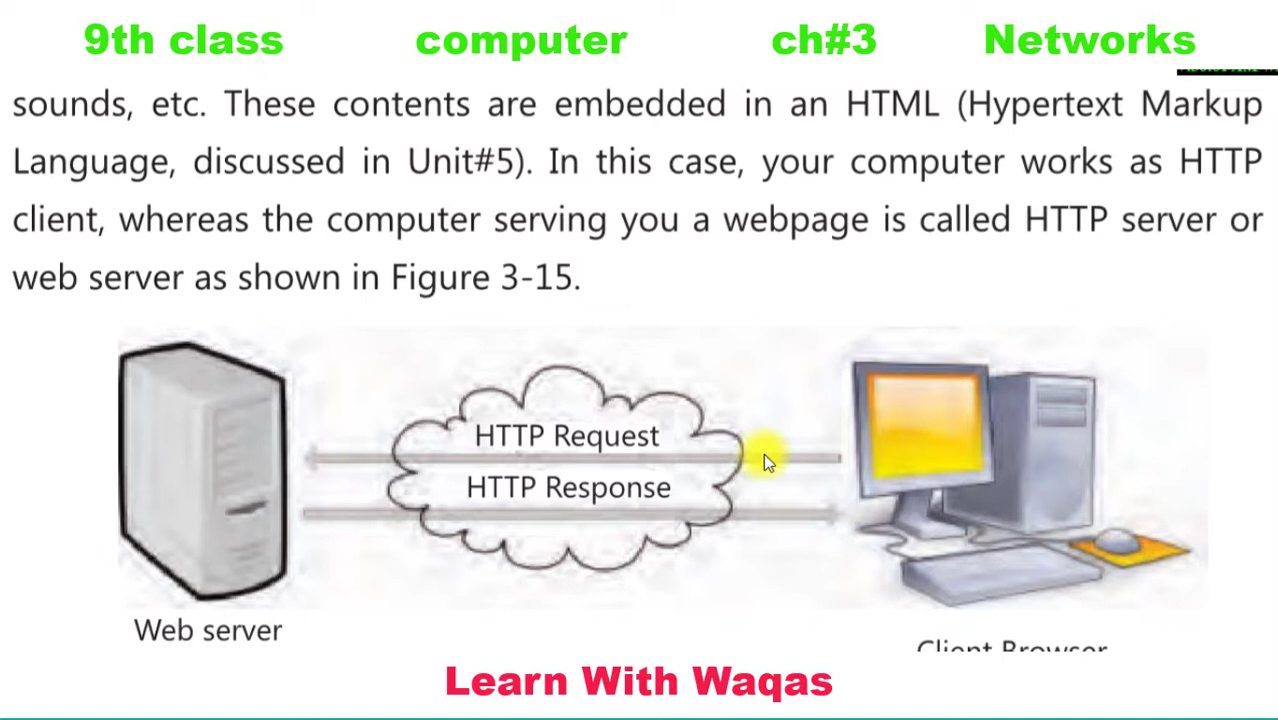 9th class computer ch#3 Networks
sounds, etc. These contents are embedded in an HTML (Hypertext Markup
Language, discussed in Unit#5). In this case, your computer works as HTTP
client, whereas the computer serving you a webpage is called HTTP server or
web server as shown in Figure 3-15.
HTTP Request
HTTP Response
Web server
Client Browser
Learn With Waqas